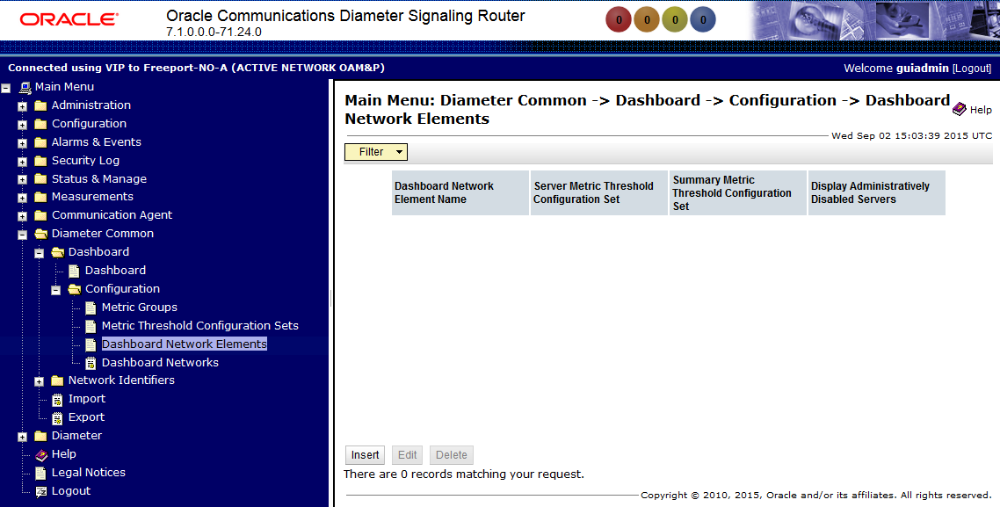 ORACLE®
Oracle Communications Diameter Signaling Router
7.1.0.0.0-71.24.0
0 0 0 0
Connected using VIP to Freeport-NO-A (ACTIVE NETWORK OAM&P)
Welcome guiadmin [Logout]
Main Menu
Administration
Configuration
Alarms & Events
Security Log
Status & Manage
Measurements
Communication Agent
Diameter Common
Dashboard
Dashboard
Configuration
Metric Groups
Metric Threshold Configuration Sets
Dashboard Network Elements
Dashboard Networks
Network Identifiers
Import
Export
Diameter
Help
Legal Notices
Logout
Main Menu: Diameter Common -> Dashboard -> Configuration -> Dashboard
Network Elements
Help
Wed Sep 02 15:03:39 2015 UTC
Filter
Dashboard Network
Element Name
Server Metric Threshold
Configuration Set
Summary Metric
Threshold Configuration
Set
Display Administratively
Disabled Servers
Insert Edit Delete
There are 0 records matching your request.
Copyright © 2010, 2015, Oracle and/or its affiliates. All rights reserved.